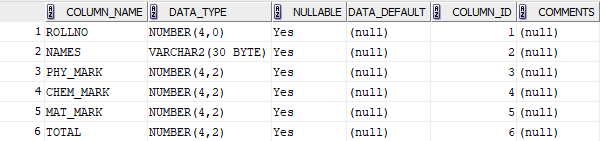 COLUMN_NAME DATA_TYPE NULLABLE DATA_DEFAULT COLUMN_ID COMMENTS
1 ROLLNO NUMBER(4,0) Yes (null) 1 (null)
2 NAMES VARCHAR2(30 BYTE) Yes (null) 2 (null)
3 PHY_MARK NUMBER(4,2) Yes (null) 3 (null)
4 CHEM_MARK NUMBER(4,2) Yes (null) 4 (null)
5 MAT_MARK NUMBER(4,2) Yes (null) 5 (null)
6 TOTAL NUMBER(4,2) Yes (null) 6 (null)